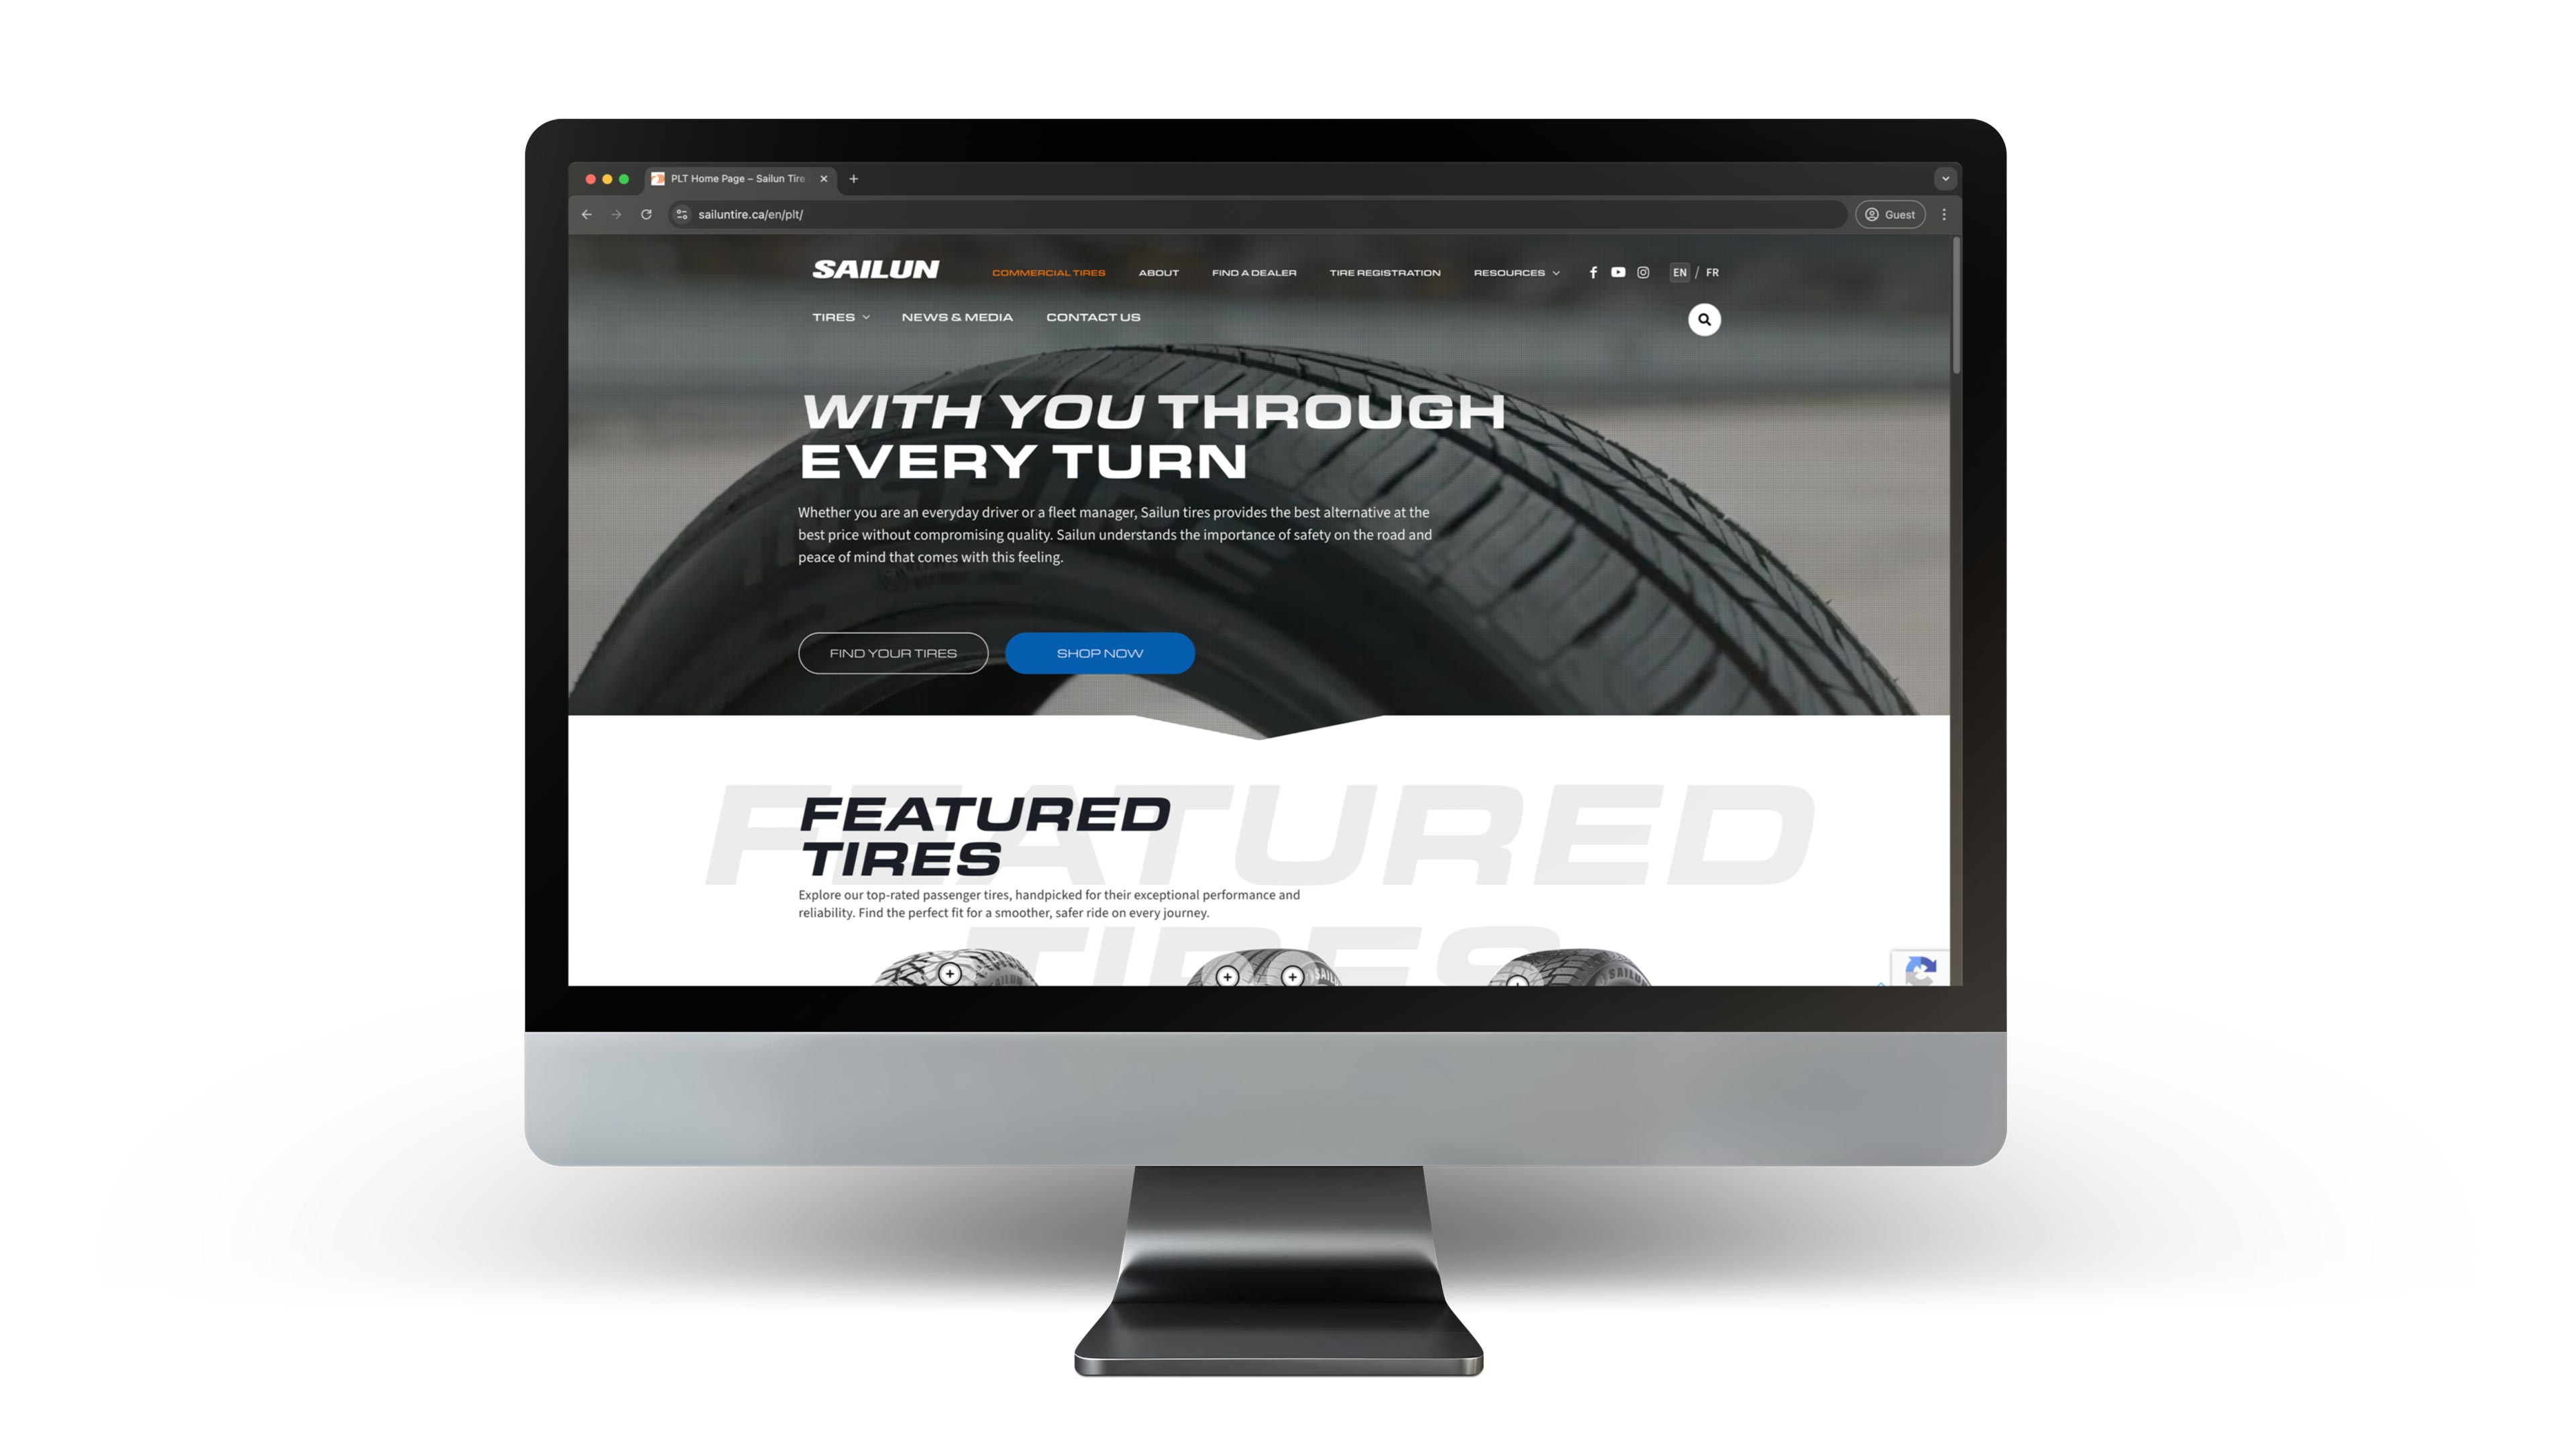 PLT Home Page – Sailun Tire
sailuntire.ca/en/plt/
Guest
SAILUN
COMMERCIAL TIRES
ABOUT
FIND A DEALER
TIRE REGISTRATION
RESOURCES
EN / FR
TIRES
NEWS & MEDIA
CONTACT US
WITH YOU THROUGH
EVERY TURN
Whether you are an everyday driver or a fleet manager, Sailun tires provides the best alternative at the
best price without compromising quality. Sailun understands the importance of safety on the road and
peace of mind that comes with this feeling.
FIND YOUR TIRES
SHOP NOW
FEATURED
TIRES
FEATURED
TIRES
Explore our top-rated passenger tires, handpicked for their exceptional performance and
reliability. Find the perfect fit for a smoother, safer ride on every journey.
SAILUN